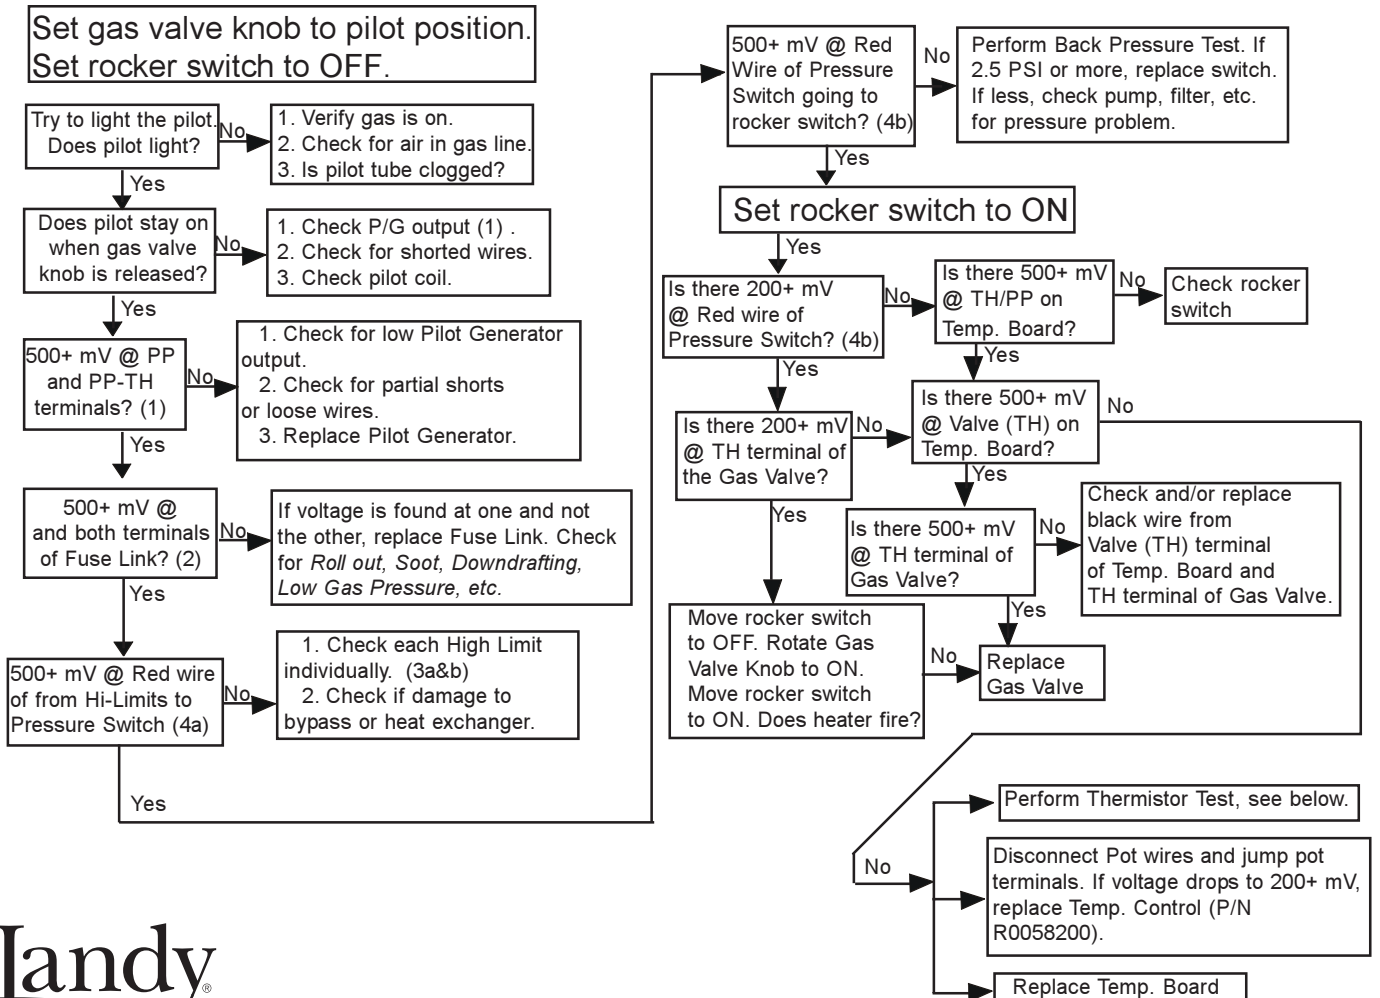 Set gas valve knob to pilot position.
Set rocker switch to OFF.
Try to light the pilot.
Does pilot light?
No
1. Verify gas is on.
2. Check for air in gas line.
3. Is pilot tube clogged?
Yes
Does pilot stay on
when gas valve
knob is released?
No
1. Check P/G output (1) .
2. Check for shorted wires.
3. Check pilot coil.
Yes
500+ mV @ PP
and PP-TH
terminals? (1)
No
1. Check for low Pilot Generator
output.
2. Check for partial shorts
or loose wires.
3. Replace Pilot Generator.
Yes
500+ mV @
and both terminals
of Fuse Link? (2)
No
If voltage is found at one and not
the other, replace Fuse Link. Check
for Roll out, Soot, Downdrafting,
Low Gas Pressure, etc.
Yes
500+ mV @ Red wire
of from Hi-Limits to
Pressure Switch (4a)
No
1. Check each High Limit
individually. (3a&b)
2. Check if damage to
bypass or heat exchanger.
Yes
500+ mV @ Red
Wire of Pressure
Switch going to
rocker switch? (4b)
No
Perform Back Pressure Test. If
2.5 PSI or more, replace switch.
If less, check pump, filter, etc.
for pressure problem.
Yes
Set rocker switch to ON
Yes
Is there 200+ mV
@ Red wire of
Pressure Switch? (4b)
No
Is there 500+ mV
@ TH/PP on
Temp. Board?
No
Check rocker
switch
Yes
Yes
Is there 200+ mV
@ TH terminal of
the Gas Valve?
No
Is there 500+ mV
@ Valve (TH) on
Temp. Board?
No
Yes
Yes
Is there 500+ mV
@ TH terminal of
Gas Valve?
No
Check and/or replace
black wire from
Valve (TH) terminal
of Temp. Board and
TH terminal of Gas Valve.
Yes
Move rocker switch
to OFF. Rotate Gas
Valve Knob to ON.
Move rocker switch
to ON. Does heater fire?
No
Replace
Gas Valve
No
Perform Thermistor Test, see below.
Disconnect Pot wires and jump pot
terminals. If voltage drops to 200+ mV,
replace Temp. Control (P/N
R0058200).
Replace Temp. Board
andy®